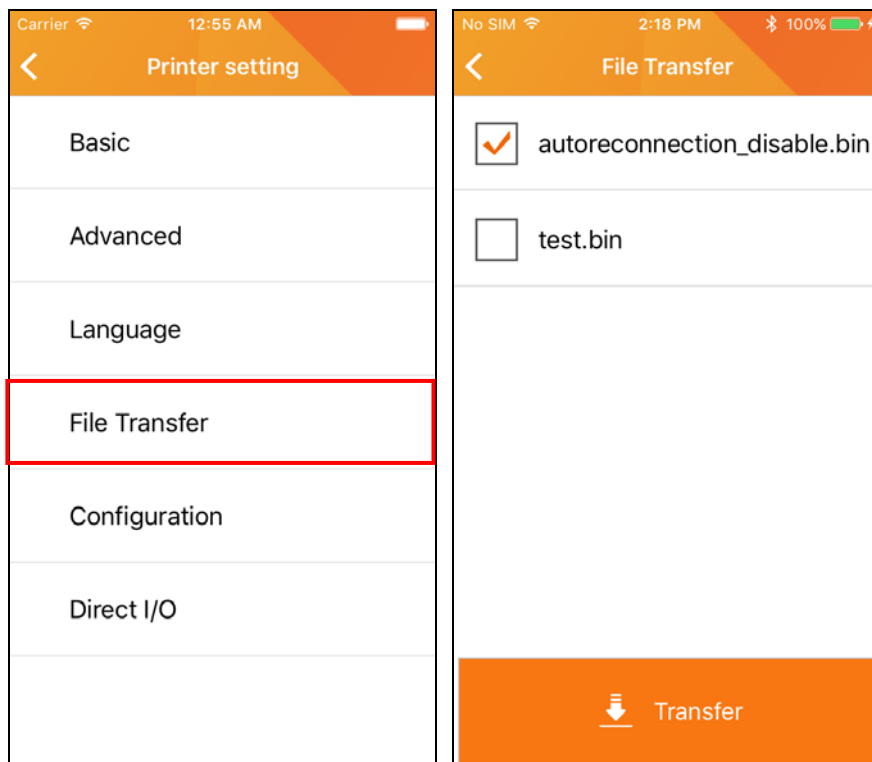 Carrier 12:55 AM
Printer setting
Basic
Advanced
Language
File Transfer
Configuration
Direct I/O
No SIM 2:18 PM 100%
File Transfer
autoreconnection_disable.bin
test.bin
Transfer